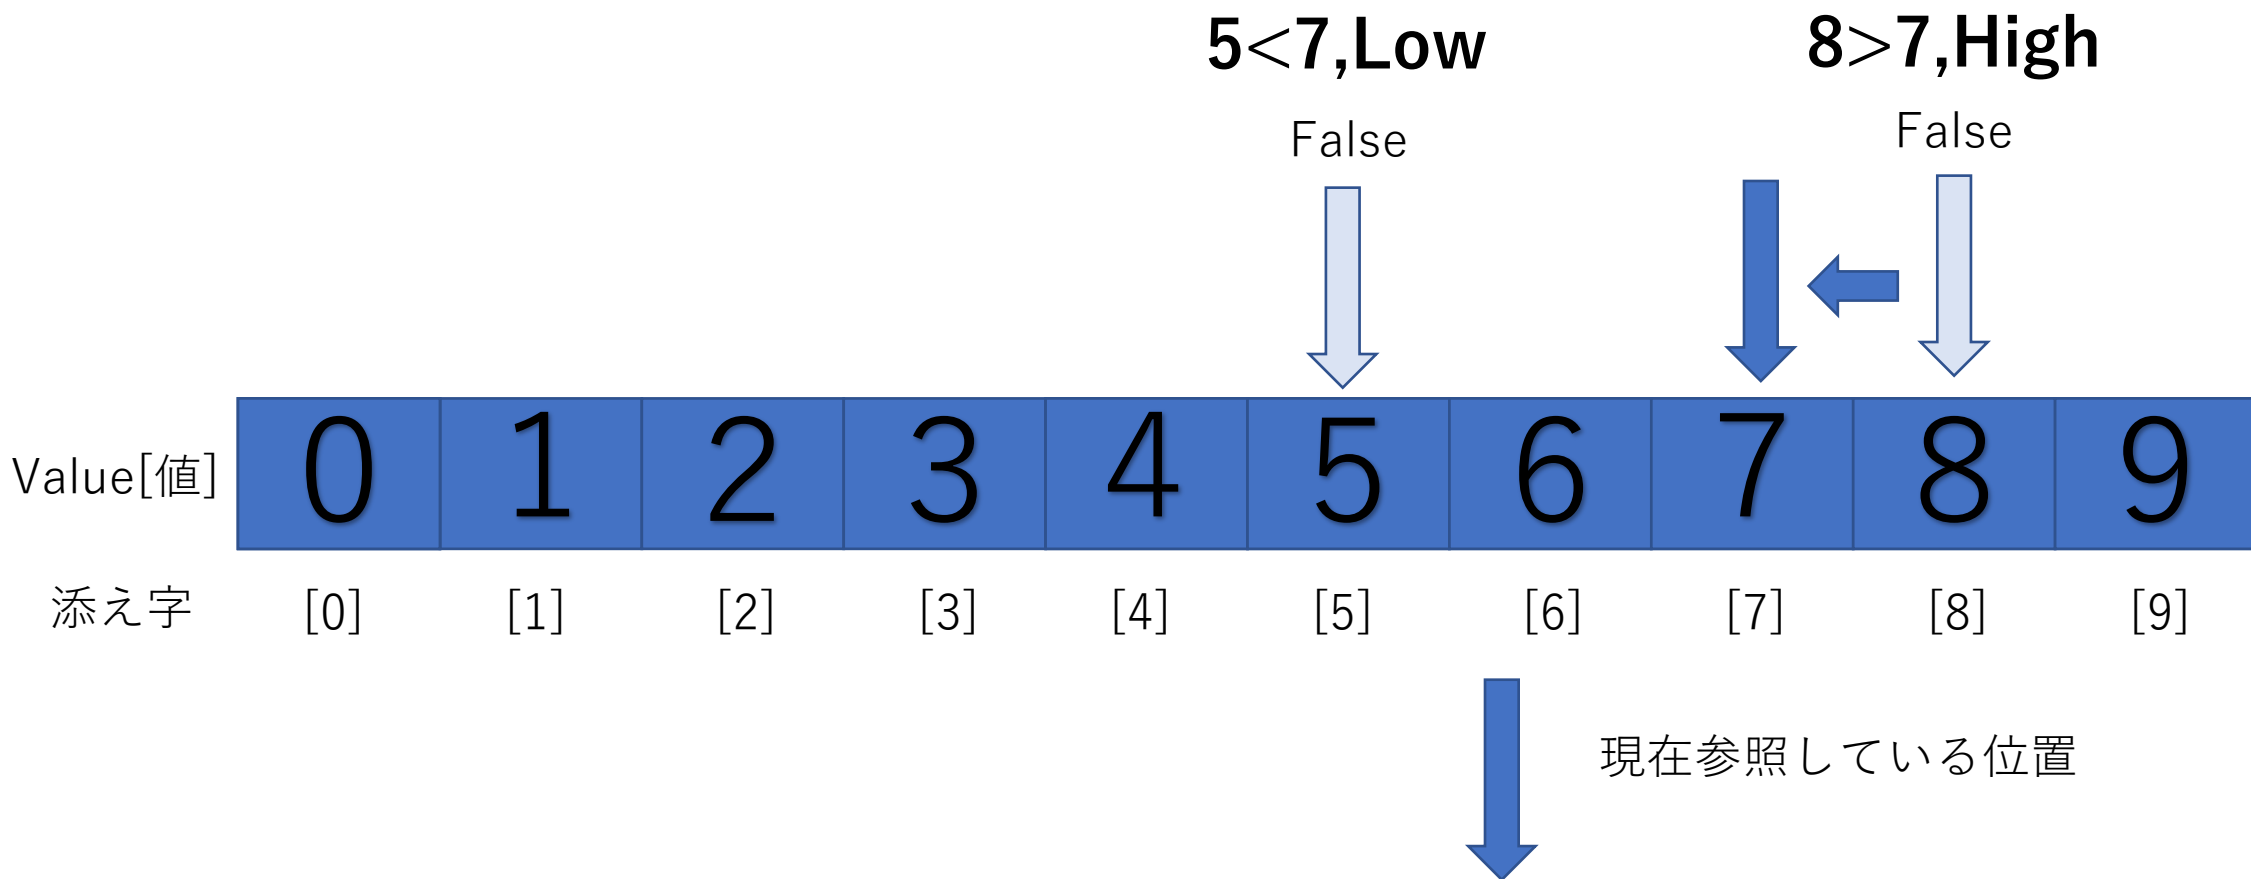 5<7,Low
8>7,High
False
False
Value[値]
0 1 2 3 4 5 6 7 8 9
添え字
[0] [1] [2] [3] [4] [5] [6] [7] [8] [9]
現在参照している位置